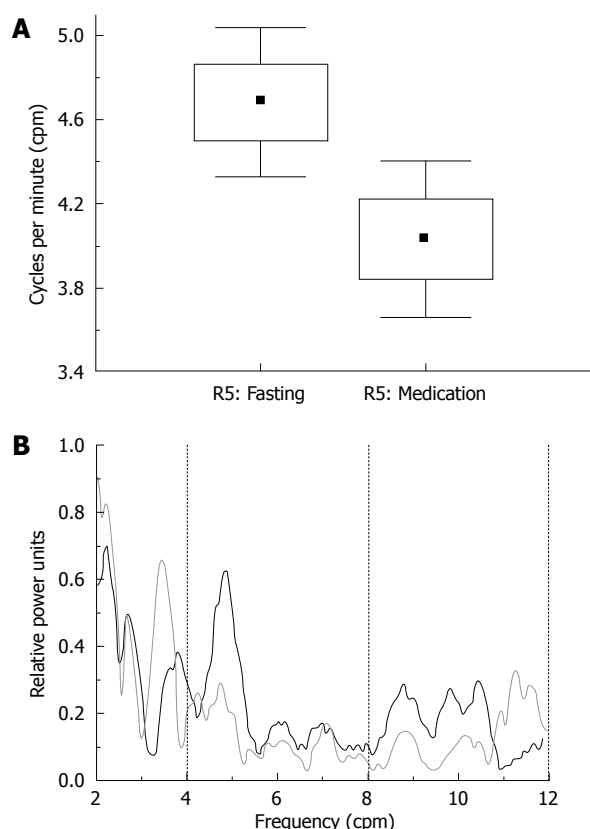 A
Cycles per minute (cpm)
5.0
4.6
4.2
3.8
3.4
R5: Fasting R5: Medication
B
Relative power units
1.0
0.8
0.6
0.4
0.2
0.0
2 4 6 8 10 12
Frequency (cpm)